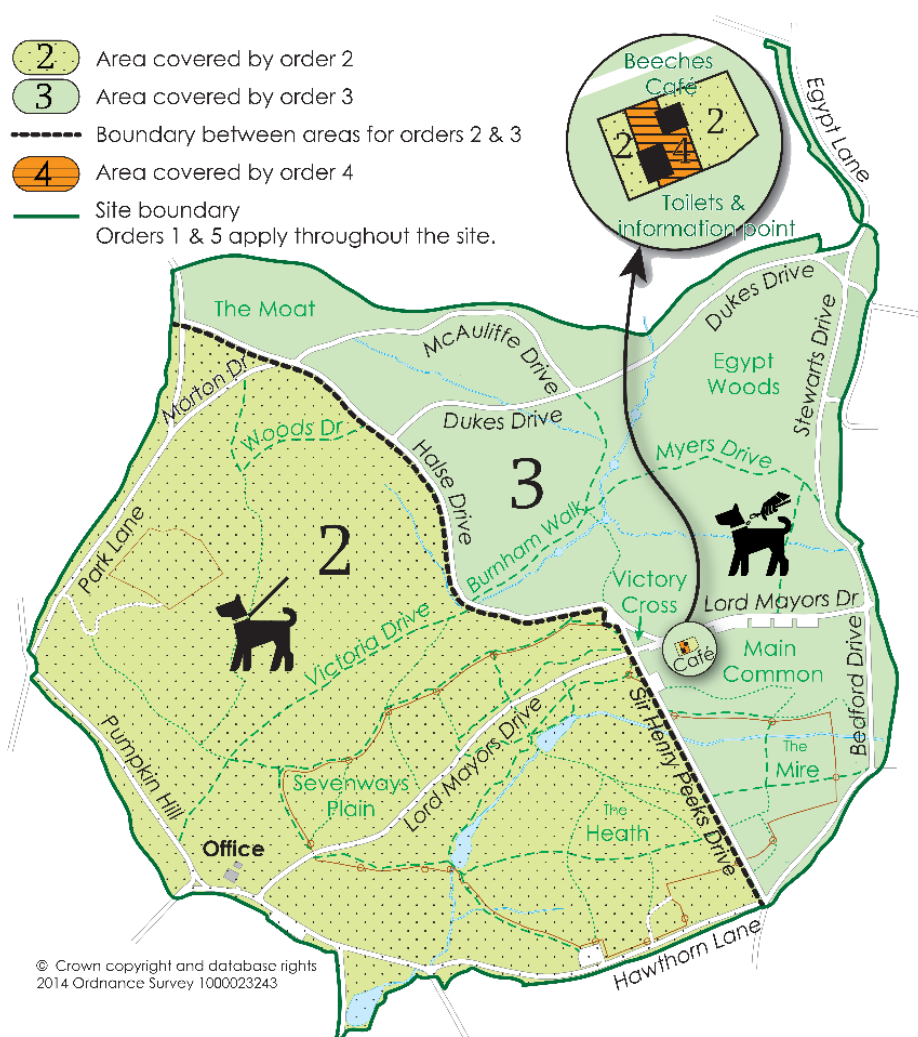 2 Area covered by order 2
3 Area covered by order 3
Boundary between areas for orders 2 & 3
4 Area covered by order 4
Site boundary
Orders 1 & 5 apply throughout the site.
Beeches
Café
2
2
4
Toilets &
information point
Egypt Lane
The Moat
McAuliffe Drive
Dukes Drive
Morton Dr
Woods Dr
Dukes Drive
Egypt
Woods
Stewarts Drive
Halse Drive
3
Myers Drive
2
Park Lane
Burnham Walk
Victory
Cross
Lord Mayors Dr
Victoria Drive
Café
Main
Common
Bedford Drive
Pumpkin Hill
Sevenways
Plain
Lord Mayors Drive
Sir Henry Peeks Drive
The
Mire
The
Heath
Office
Hawthorn Lane
© Crown copyright and database rights
2014 Ordnance Survey 1000023243